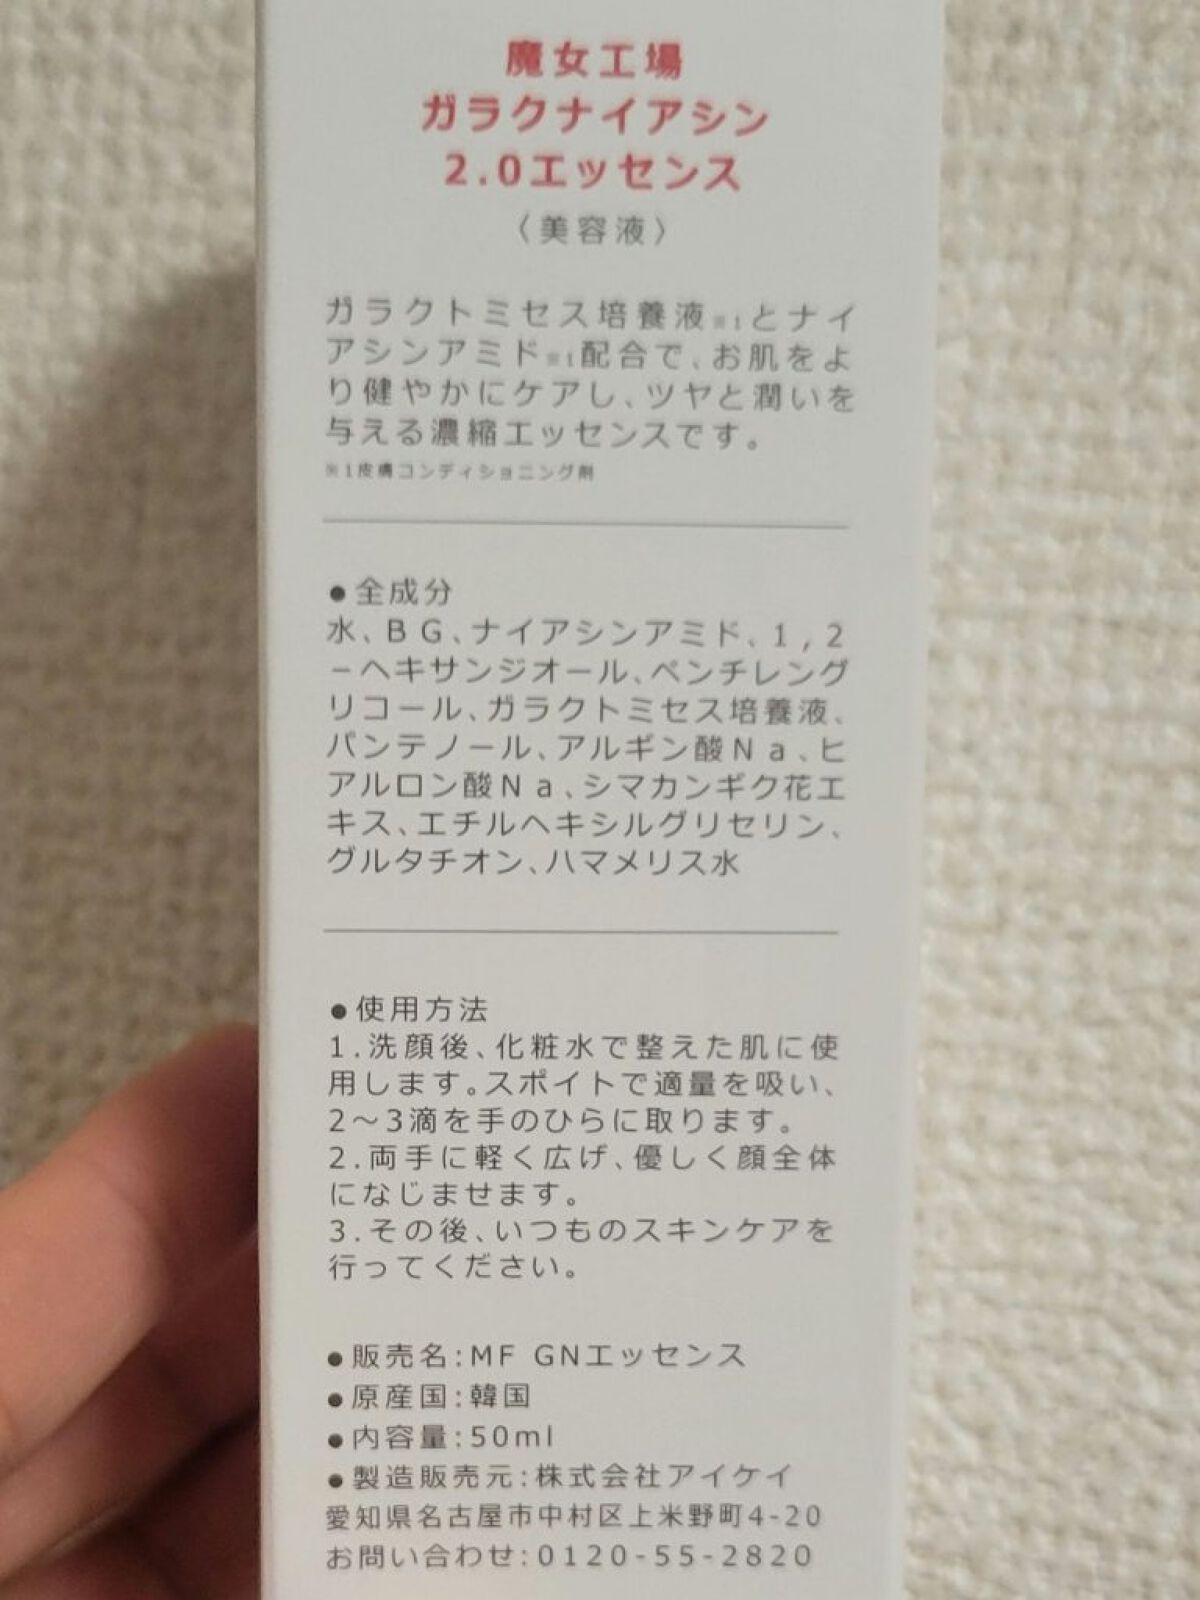 魔女工場
ガラクナイアシン
2.0エッセンス
〈美容液〉
ガラクトミセス培養液※1とナイ
アシンアミド※1配合で、お肌をよ
り健やかにケアし、ツヤと潤いを
与える濃縮エッセンスです。
※1皮膚コンディショニング剤
●全成分
水、BG、ナイアシンアミド、1,2
-ヘキサンジオール、ペンチレング
リコール、ガラクトミセス培養液、
パンテノール、アルギン酸Na、ヒ
アルロン酸Na、シマカンギク花エ
キス、エチルヘキシルグリセリン、
グルタチオン、ハマメリス水
●使用方法
1.洗顔後、化粧水で整えた肌に使
用します。スポイトで適量を吸い、
2〜3滴を手のひらに取ります。
2.両手に軽く広げ、優しく顔全体
になじませます。
3.その後、いつものスキンケアを
行ってください。
●販売名:MF GNエッセンス
●原産国:韓国
●内容量:50ml
●製造販売元:株式会社アイケイ
愛知県名古屋市中村区上米野町4-20
お問い合わせ:0120-55-2820